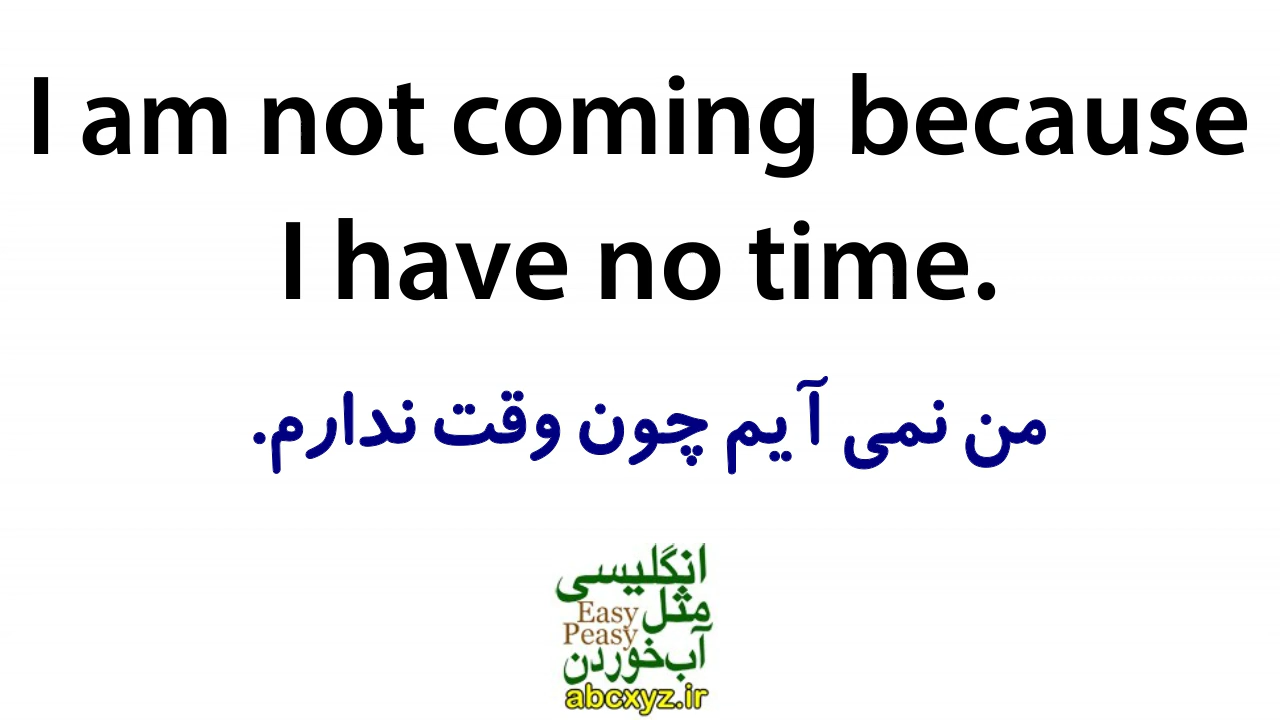 I am not coming because
I have no time.
من نمی آیم چون وقت ندارم.
انگلیسی
مثل
Easy
Peasy
آب‌خوردن
abcxyz.ir